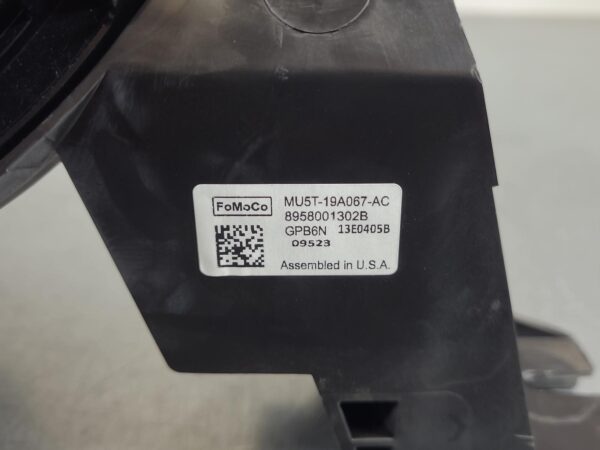 FoMoCo
MU5T-19A067-AC
8958001302B
GPB6N 13E0405B
09523
Assembled in U.S.A.